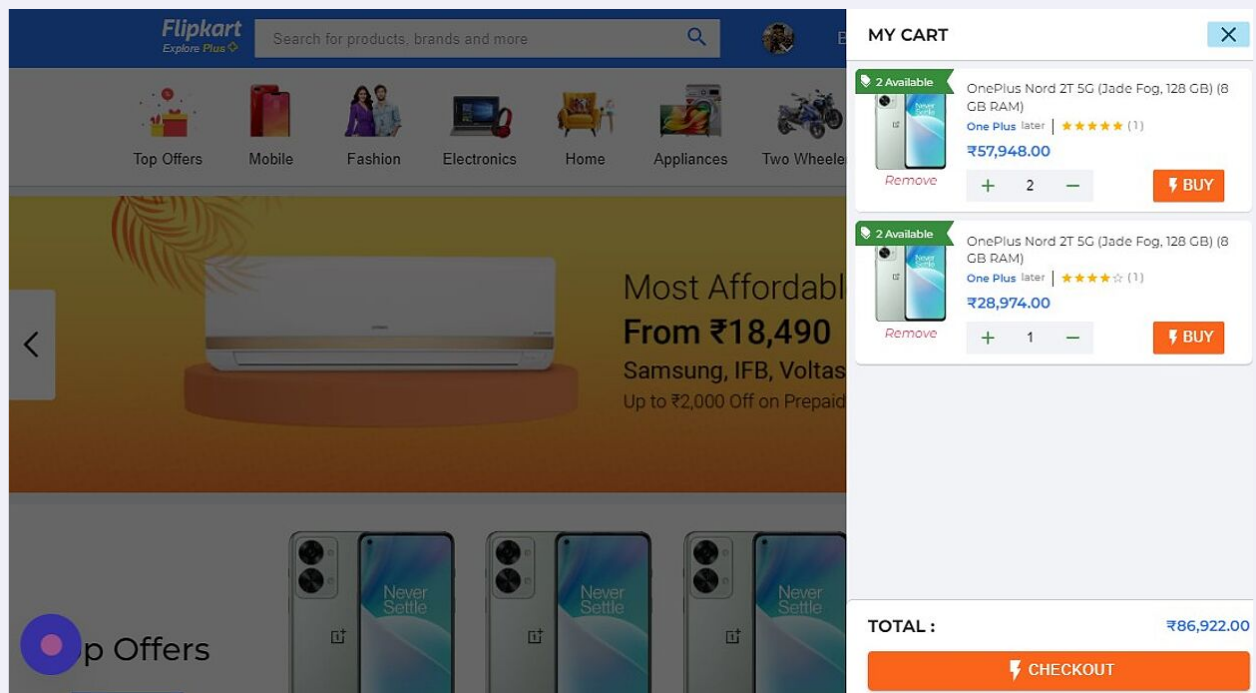 Flipkart
Explore Plus
Search for products, brands and more
B
Top Offers
Mobile
Fashion
Electronics
Home
Appliances
Two Wheele
Most Affordabl
From ₹18,490
Samsung, IFB, Voltas
Up to ₹2,000 Off on Prepaid
Never
Settle
Never
Settle
Never
Settle
p Offers
MY CART
2 Available
OnePlus Nord 2T 5G (Jade Fog, 128 GB) (8
GB RAM)
One Plus later | ★★★★★ (1)
₹57,948.00
Never
Remove
+ 2 −
BUY
2 Available
OnePlus Nord 2T 5G (Jade Fog, 128 GB) (8
GB RAM)
One Plus later | ★★★★☆ (1)
₹28,974.00
Never
Remove
+ 1 −
BUY
TOTAL :
₹86,922.00
CHECKOUT